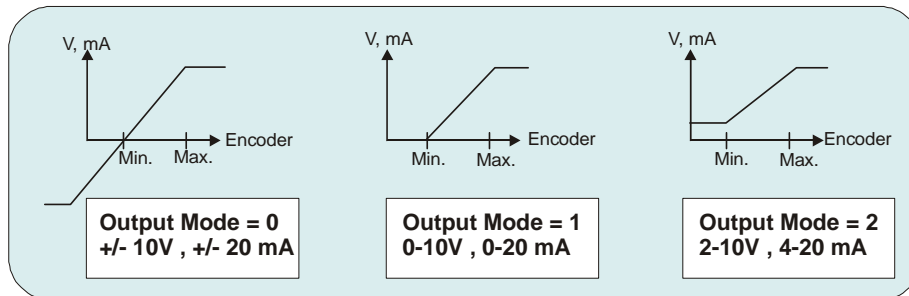 V, mA
Encoder
Min.
Max.
Output Mode = 0
+/- 10V , +/- 20 mA
V, mA
Encoder
Min.
Max.
Output Mode = 1
0-10V , 0-20 mA
V, mA
Encoder
Min.
Max.
Output Mode = 2
2-10V , 4-20 mA